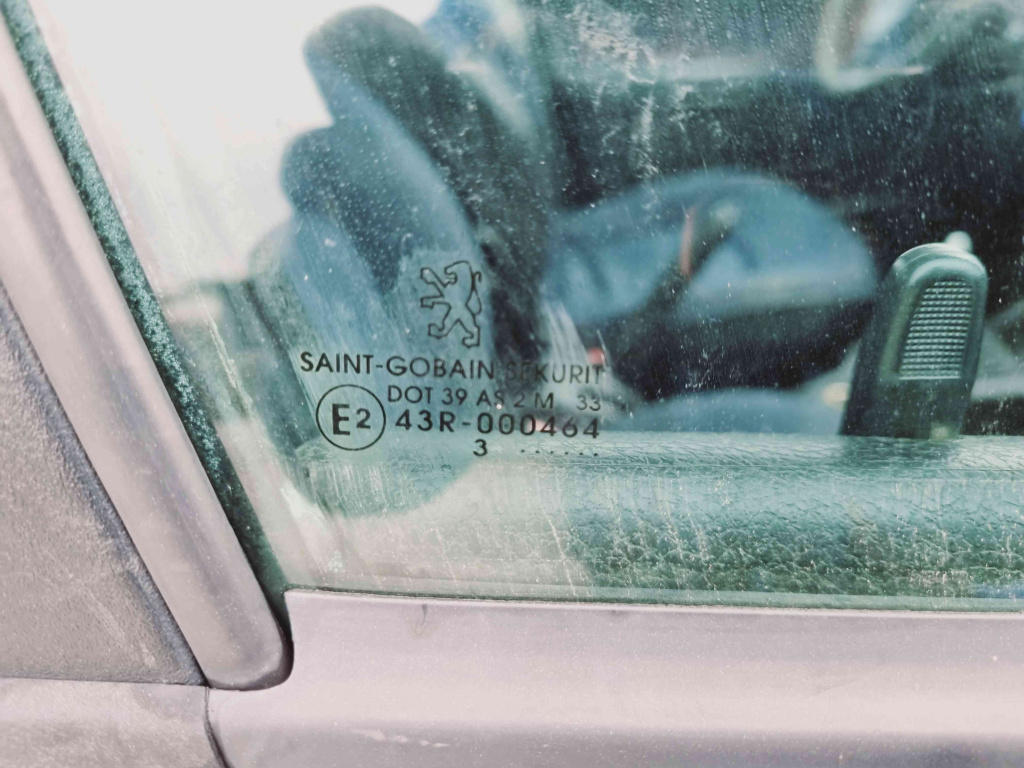 SAINT-GOBAIN SEKURIT
DOT 39 AS 2 M 33
E2 43R-000464
3 ......